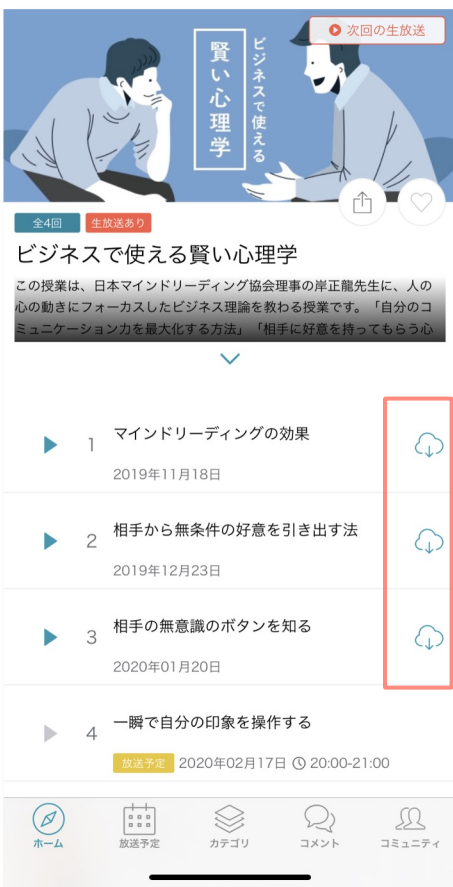 次回の生放送
ビジネスで使える
賢い心理学
全4回
生放送あり
ビジネスで使える賢い心理学
この授業は、日本マインドリーディング協会理事の岸正龍先生に、人の
心の動きにフォーカスしたビジネス理論を教わる授業です。「自分のコ
ミュニケーション力を最大化する方法」「相手に好意を持ってもらう心
1
マインドリーディングの効果
2019年11月18日
2
相手から無条件の好意を引き出す法
2019年12月23日
3
相手の無意識のボタンを知る
2020年01月20日
4
一瞬で自分の印象を操作する
放送予定 2020年02月17日 20:00-21:00
ホーム
放送予定
カテゴリ
コメント
コミュニティ